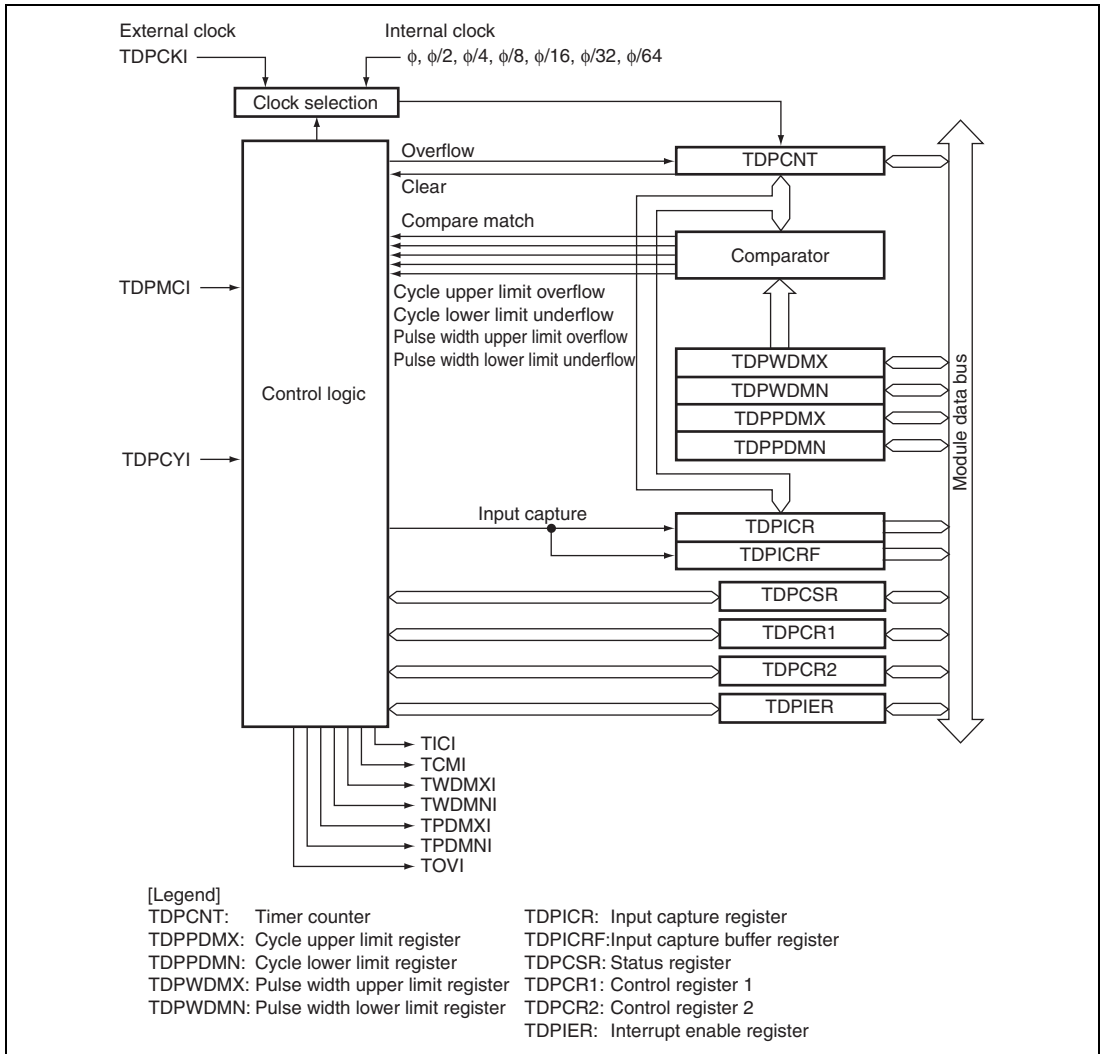 External clock
Internal clock
TDPCKI
ϕ, ϕ/2, ϕ/4, ϕ/8, ϕ/16, ϕ/32, ϕ/64
Clock selection
Overflow
TDPCNT
Clear
Compare match
Comparator
TDPMCI
Cycle upper limit overflow
Cycle lower limit underflow
Pulse width upper limit overflow
Pulse width lower limit underflow
TDPWDMX
TDPWDMN
TDPPDMX
TDPPDMN
Control logic
Module data bus
TDPCYI
Input capture
TDPICR
TDPICRF
TDPCSR
TDPCR1
TDPCR2
TDPIER
TICI
TCMI
TWDMXI
TWDMNI
TPDMXI
TPDMNI
TOVI
[Legend]
TDPCNT: Timer counter
TDPPDMX: Cycle upper limit register
TDPPDMN: Cycle lower limit register
TDPWDMX: Pulse width upper limit register
TDPWDMN: Pulse width lower limit register
TDPICR: Input capture register
TDPICRF:Input capture buffer register
TDPCSR: Status register
TDPCR1: Control register 1
TDPCR2: Control register 2
TDPIER: Interrupt enable register